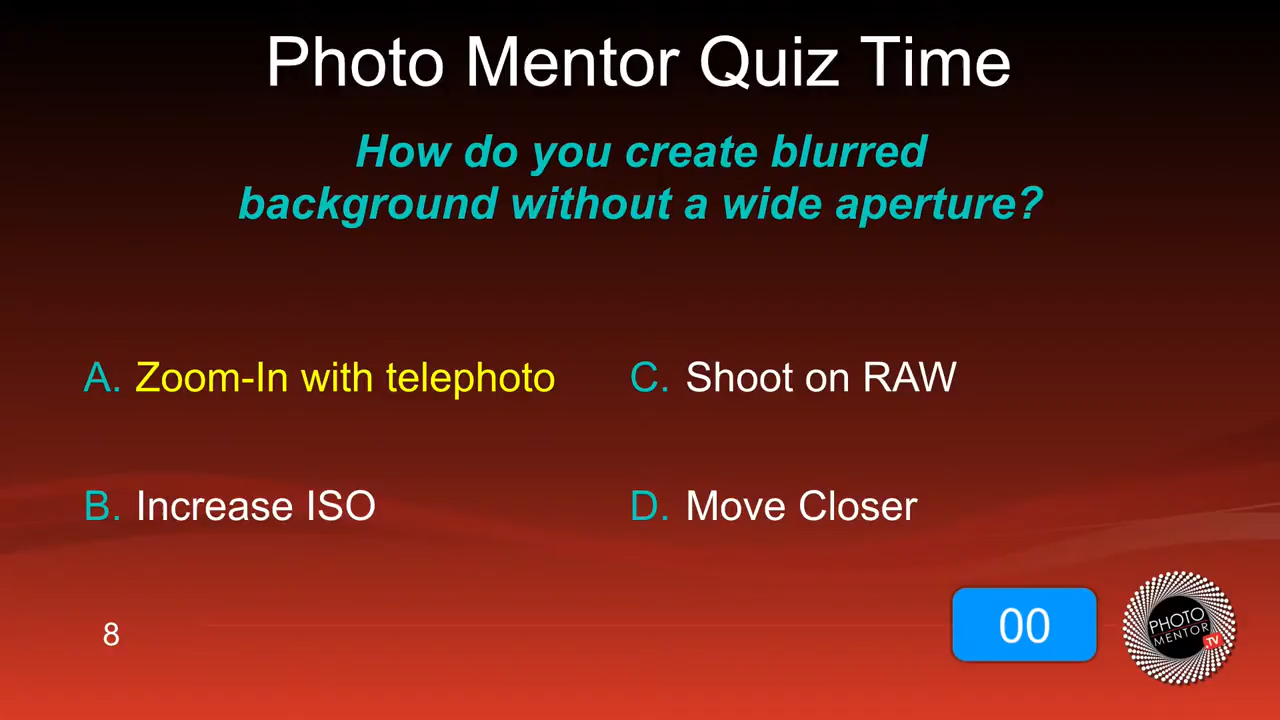 Photo Mentor Quiz Time
How do you create blurred
background without a wide aperture?
A. Zoom-In with telephoto
C. Shoot on RAW
B. Increase ISO
D. Move Closer
8
00
PHOTO
MENTOR
TV